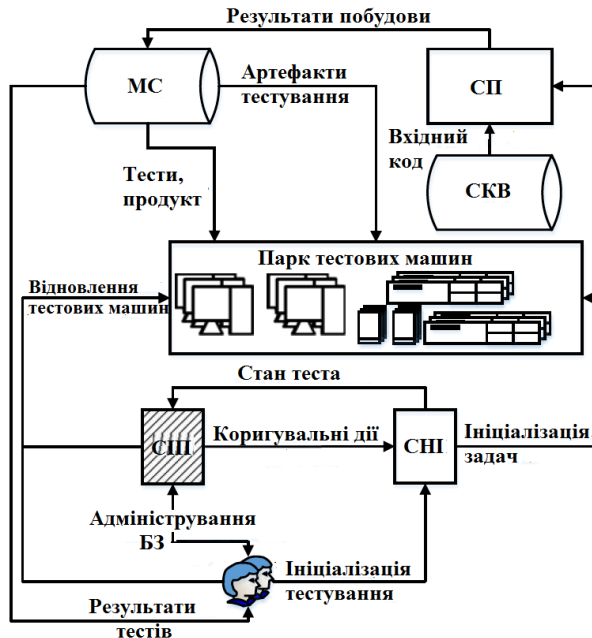 Результати побудови
МС
Артефакти
тестування
СП
Вхідний
код
СКВ
Тести,
продукт
Парк тестових машин
Відновлення
тестових машин
Стан теста
СПП
Коригувальні дії
СНІ
Ініціалізація
задач
Адміністрування
БЗ
Ініціалізація
тестування
Результати
тестів